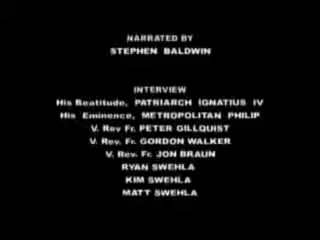 NARRATED BY
STEPHEN BALDWIN
INTERVIEW
His Beatitude, PATRIARCH IGNATIUS IV
His Eminence, METROPOLITAN PHILIP
V. Rev Fr. PETER GILLQUIST
V. Rev. Fr. GORDON WALKER
V. Rev. Fr. JON BRAUN
RYAN SWEHLA
KIM SWEHLA
MATT SWEHLA